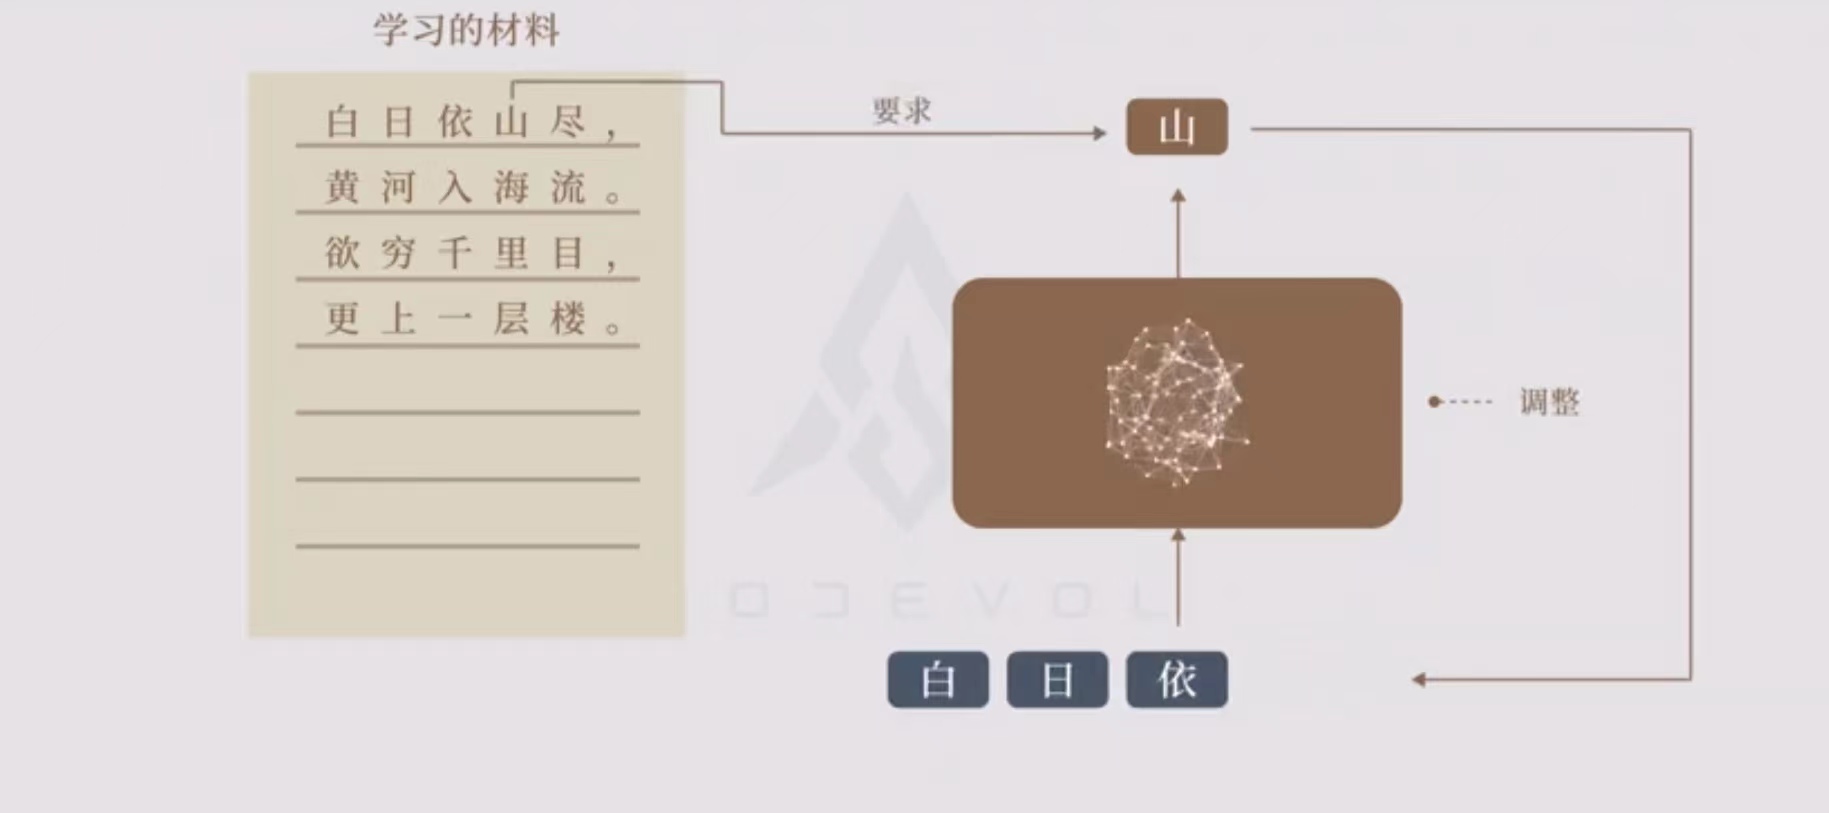 学习的材料
白日依山尽，
黄河入海流。
欲穷千里目，
更上一层楼。
要求
山
调整
白 日 依